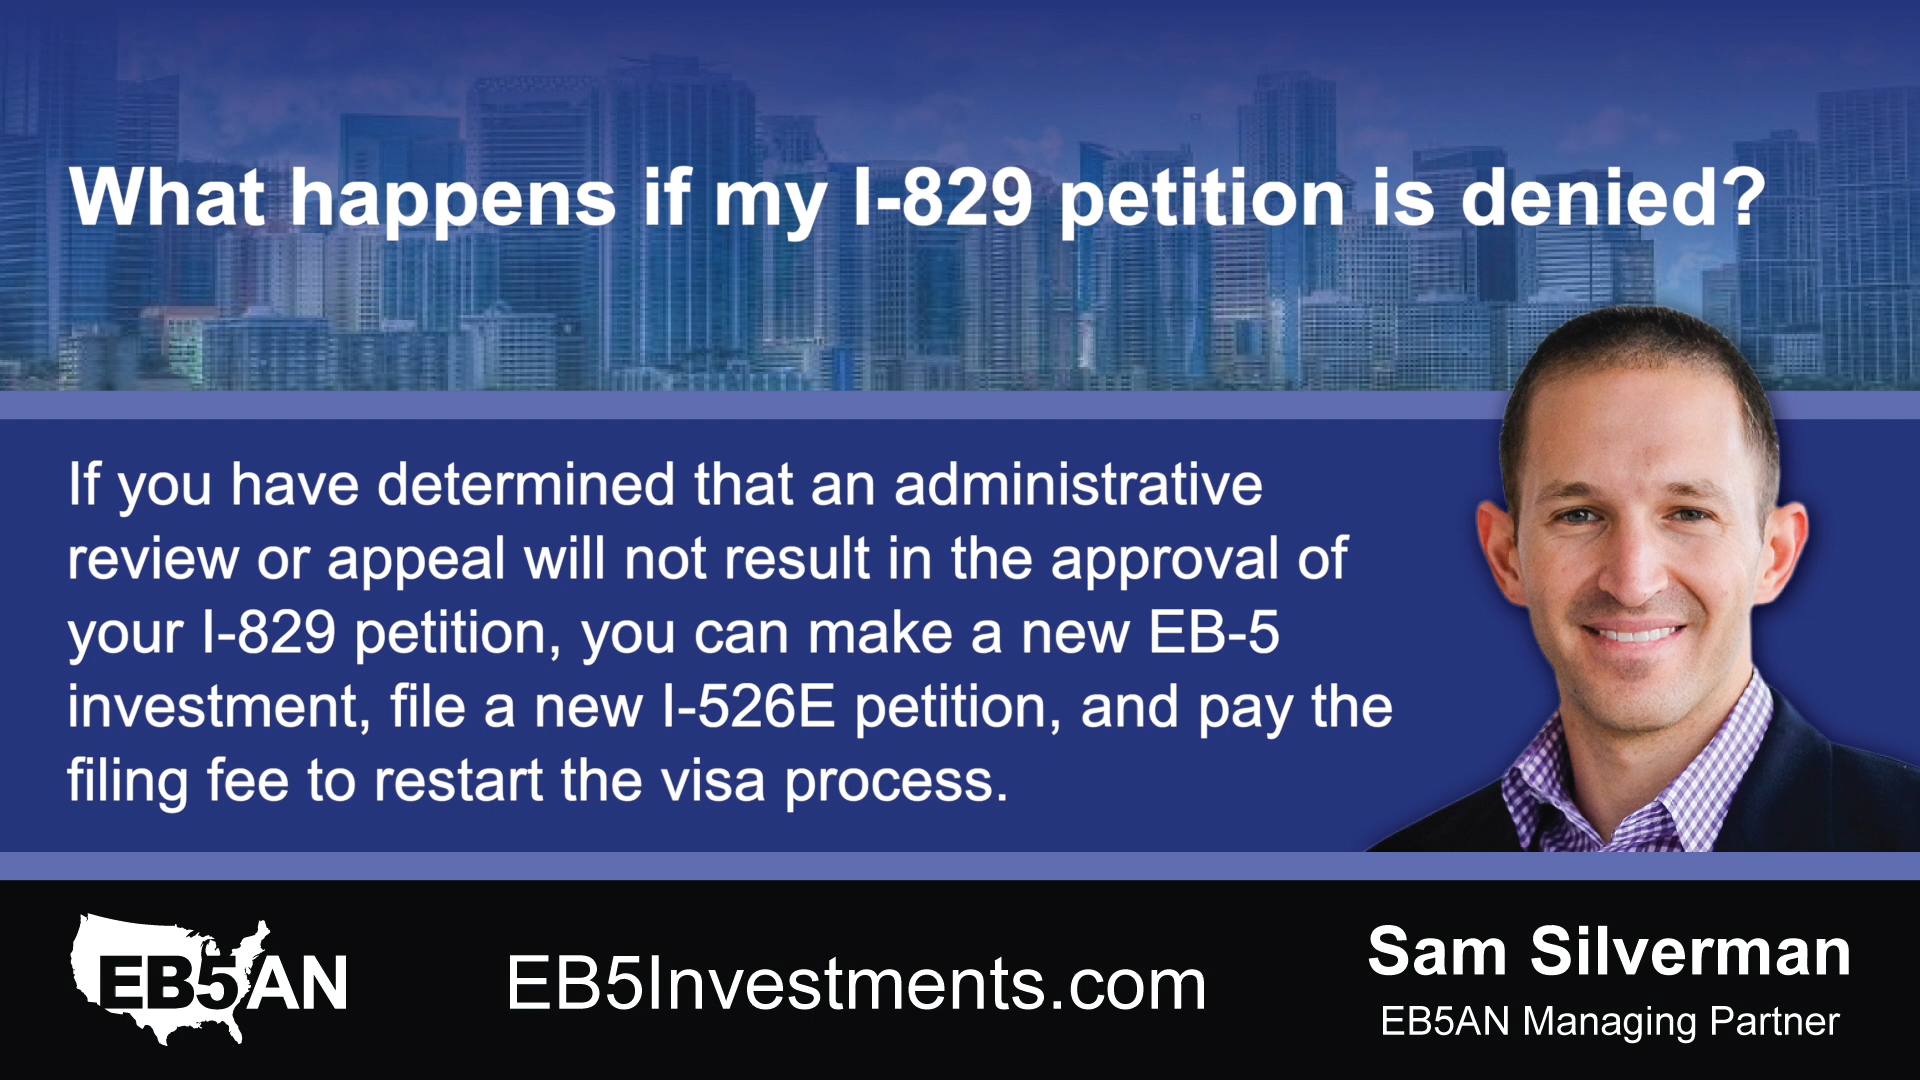 What happens if my I-829 petition is denied?
If you have determined that an administrative
review or appeal will not result in the approval of
your I-829 petition, you can make a new EB-5
investment, file a new I-526E petition, and pay the
filing fee to restart the visa process.
EB5AN
EB5Investments.com
Sam Silverman
EB5AN Managing Partner